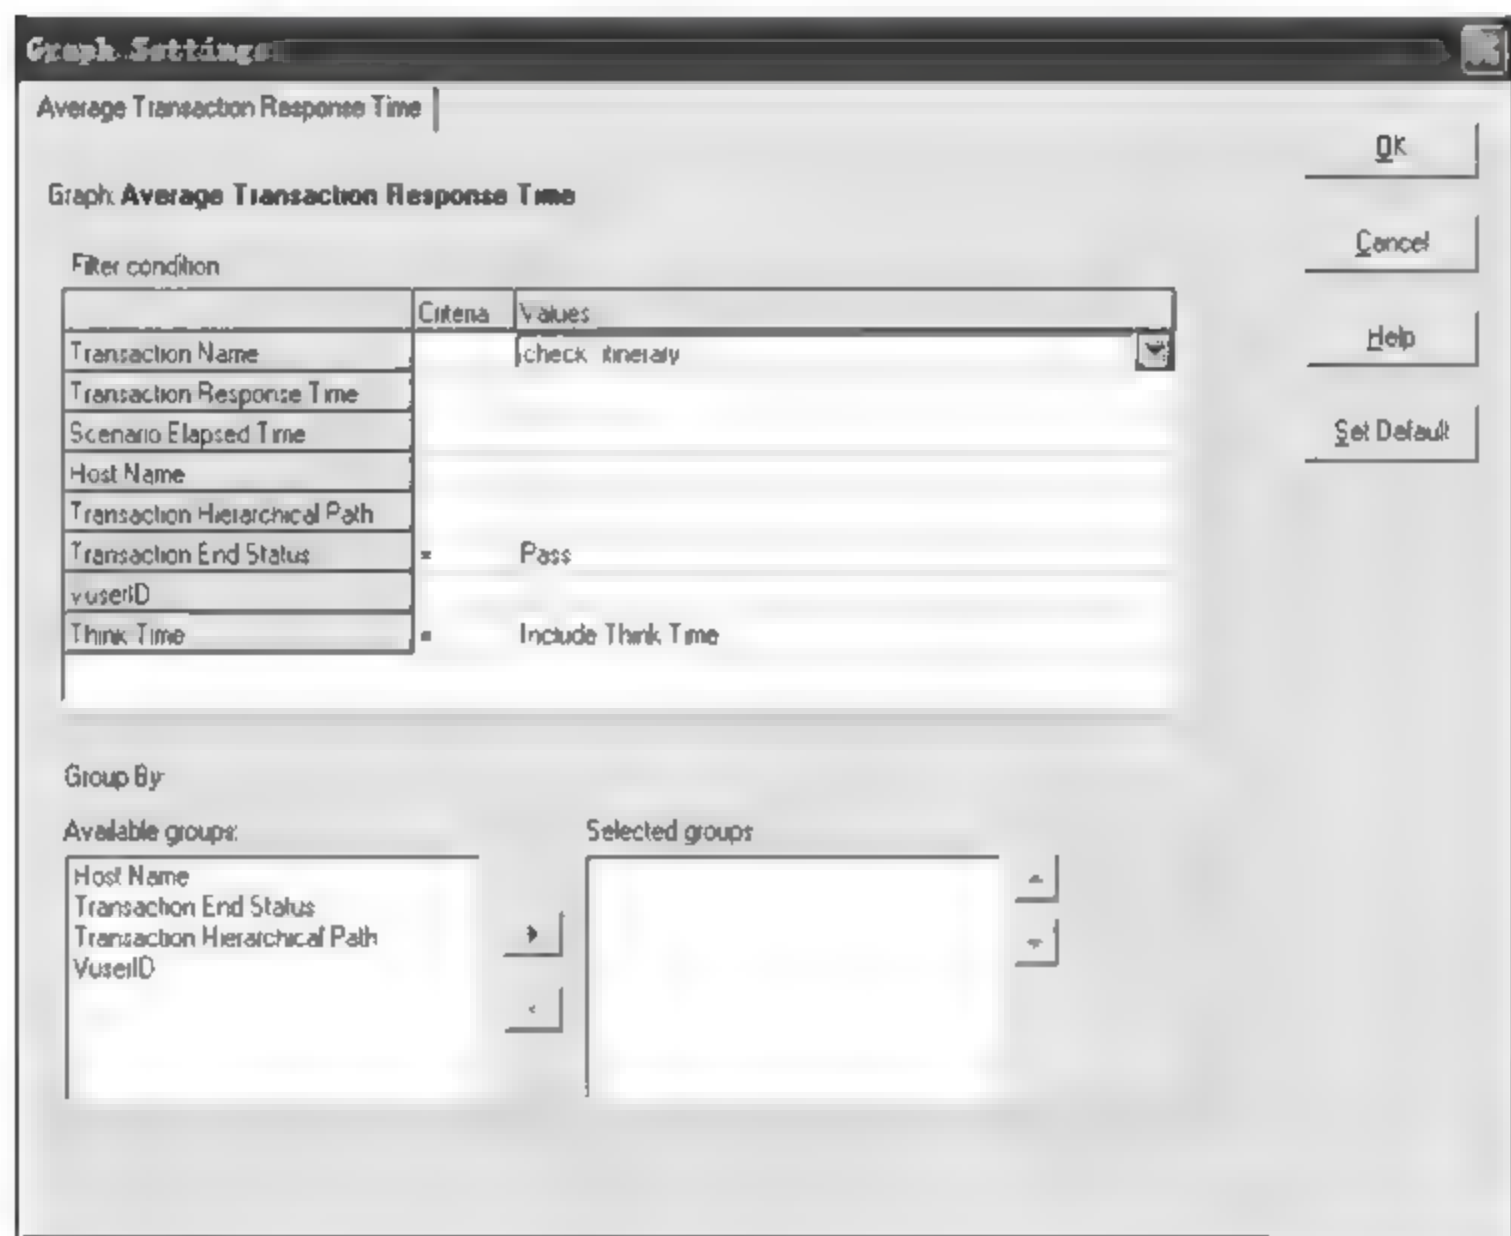 Graph Settings
Average Transaction Response Time
OK
Graph: Average Transaction Response Time
Cancel
Filter condition
Criteria Values
Transaction Name check_itinerary
Help
Transaction Response Time
Scenario Elapsed Time
Set Default
Host Name
Transaction Hierarchical Path
Transaction End Status = Pass
VuserID
Think Time = Include Think Time
Group By
Available groups: Selected groups
Host Name
Transaction End Status
Transaction Hierarchical Path
VuserID